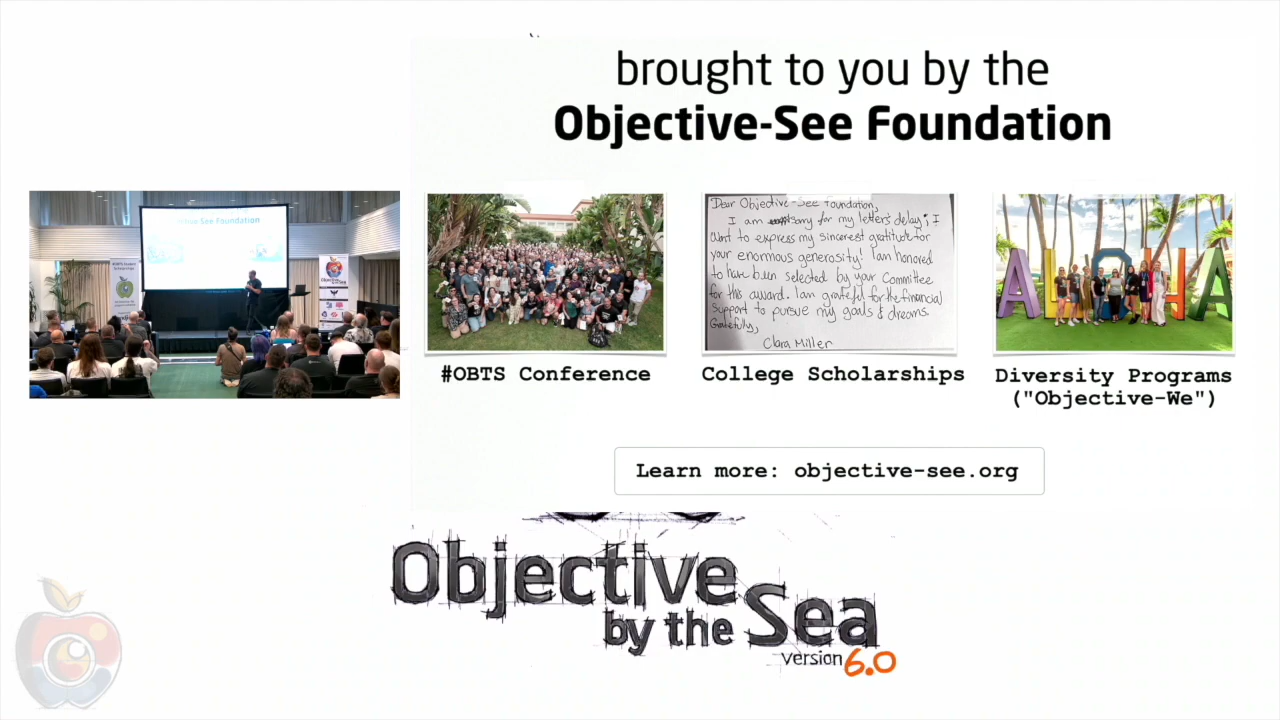 brought to you by the
Objective-See Foundation
Dear Objective-See Foundation,
I am sorry for my letters delay; I
want to express my sincerest gratitude for
your enormous generosity! I am honored
to have been selected by your Committee
for this award. I am grateful for the financial
support to pursue my goals & dreams.
Gratefully,
Clara Miller
ALOHA
#OBTS Conference
College Scholarships
Diversity Programs
("Objective-We")
Learn more: objective-see.org
Objective
by the Sea
version 6.0